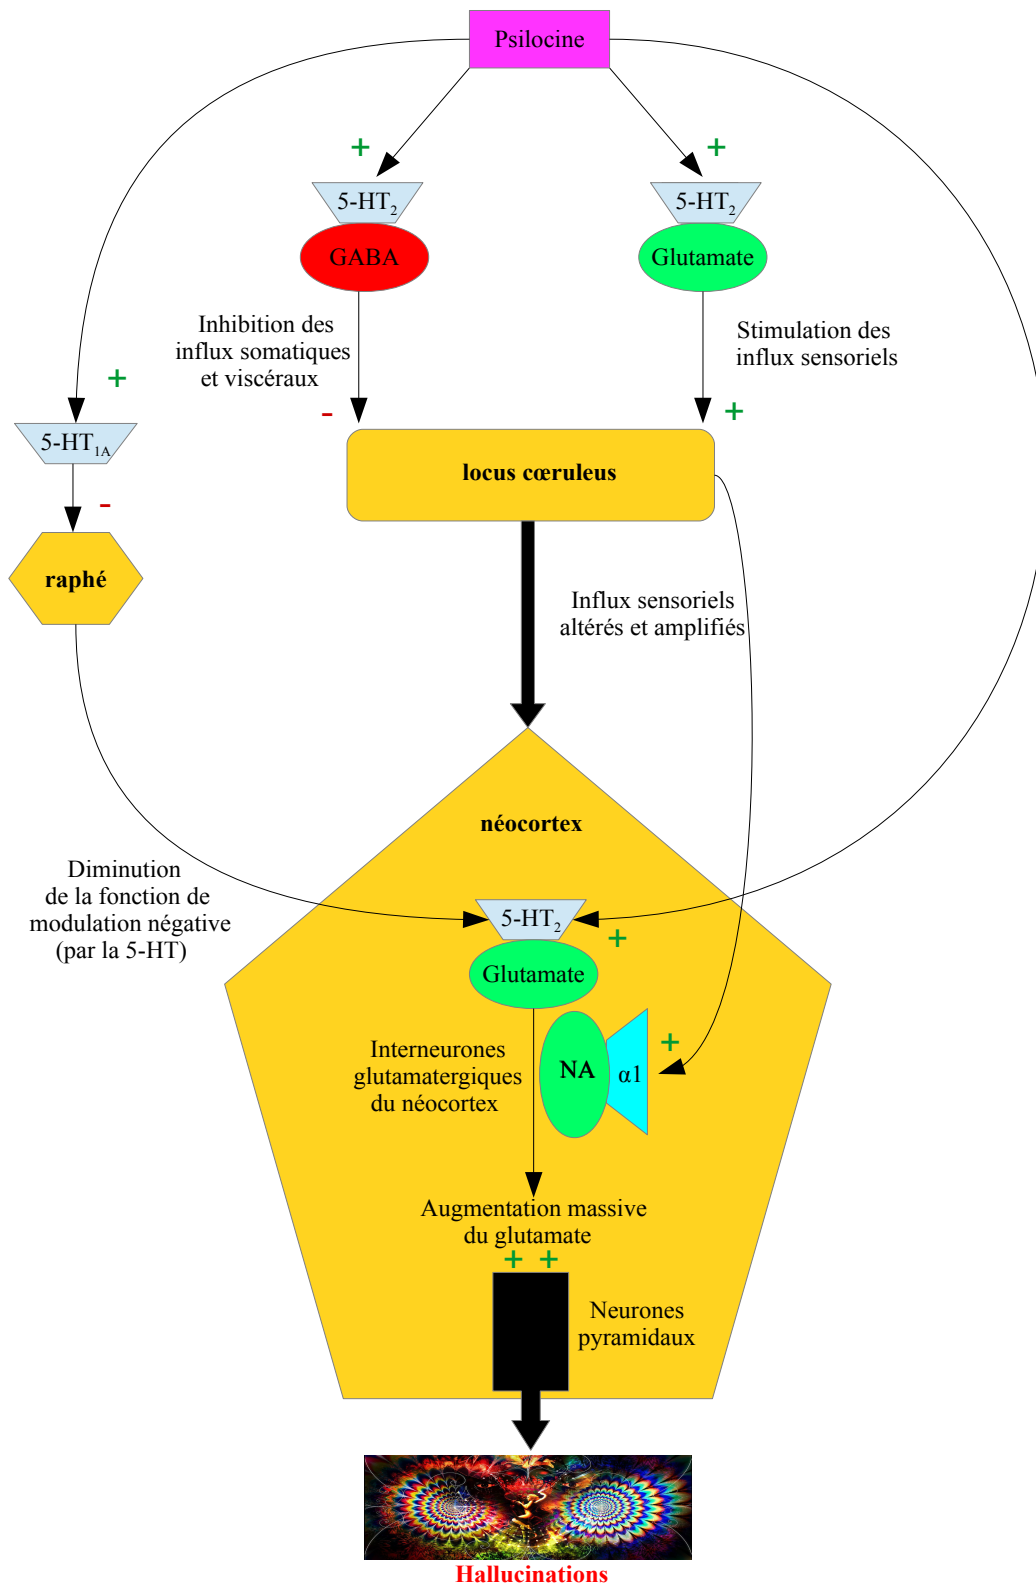 Psilocine
+
+
5-HT₂
5-HT₂
GABA
Glutamate
Inhibition des
influx somatiques
et viscéraux
Stimulation des
influx sensoriels
+
-
+
5-HT₁A
locus cœruleus
-
raphé
Influx sensoriels
altérés et amplifiés
néocortex
Diminution
de la fonction de
modulation négative
(par la 5-HT)
5-HT₂
+
Glutamate
Interneurones
glutamatergiques
du néocortex
NA
α1
+
Augmentation massive
du glutamate
+ +
Neurones
pyramidaux
Hallucinations